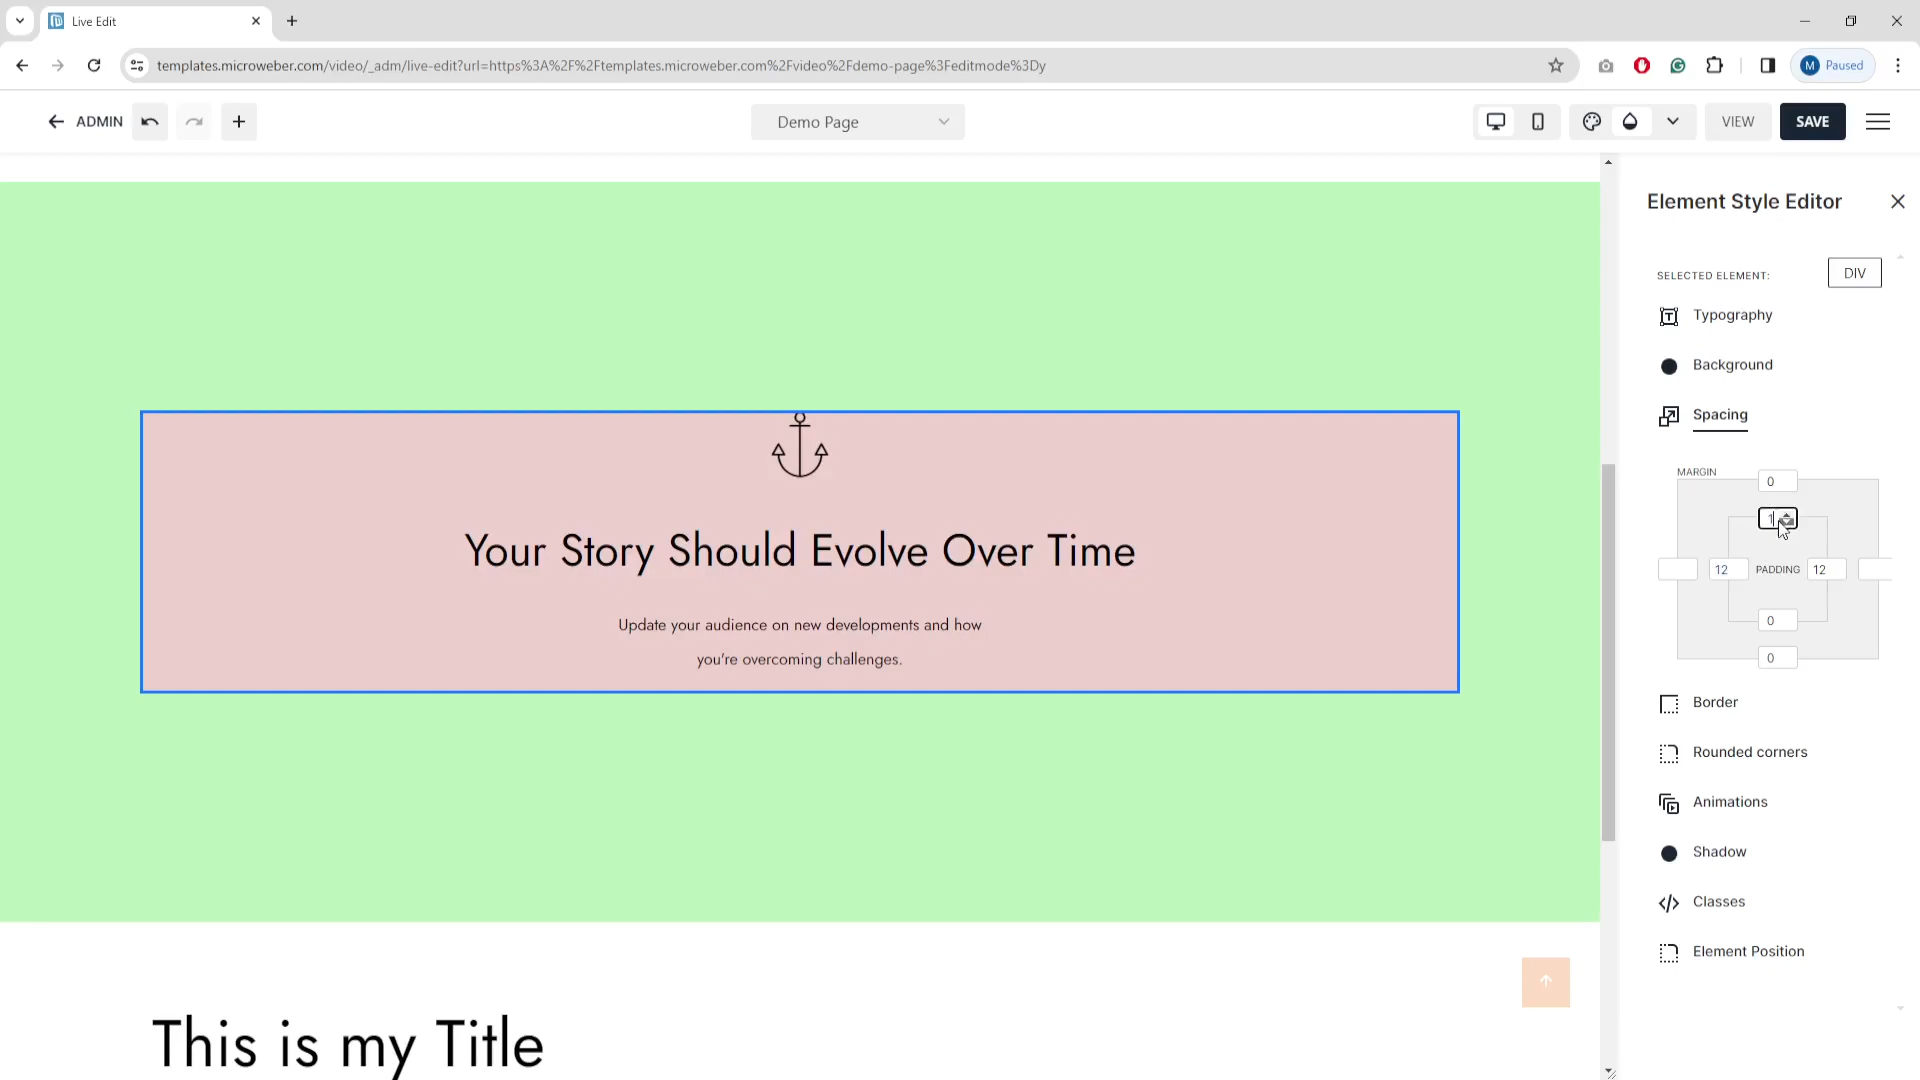 Live Edit
templates.microweber.com/video/_adm/live-edit?url=https%3A%2F%2Ftemplates.microweber.com%2Fvideo%2Fdemo-page%3Feditmode%3Dy
M Paused
ADMIN
Demo Page
VIEW
SAVE
Your Story Should Evolve Over Time
Update your audience on new developments and how
you're overcoming challenges.
This is my Title
Element Style Editor
SELECTED ELEMENT:
DIV
Typography
Background
Spacing
MARGIN
0
1
12 PADDING 12
0
0
Border
Rounded corners
Animations
Shadow
Classes
Element Position